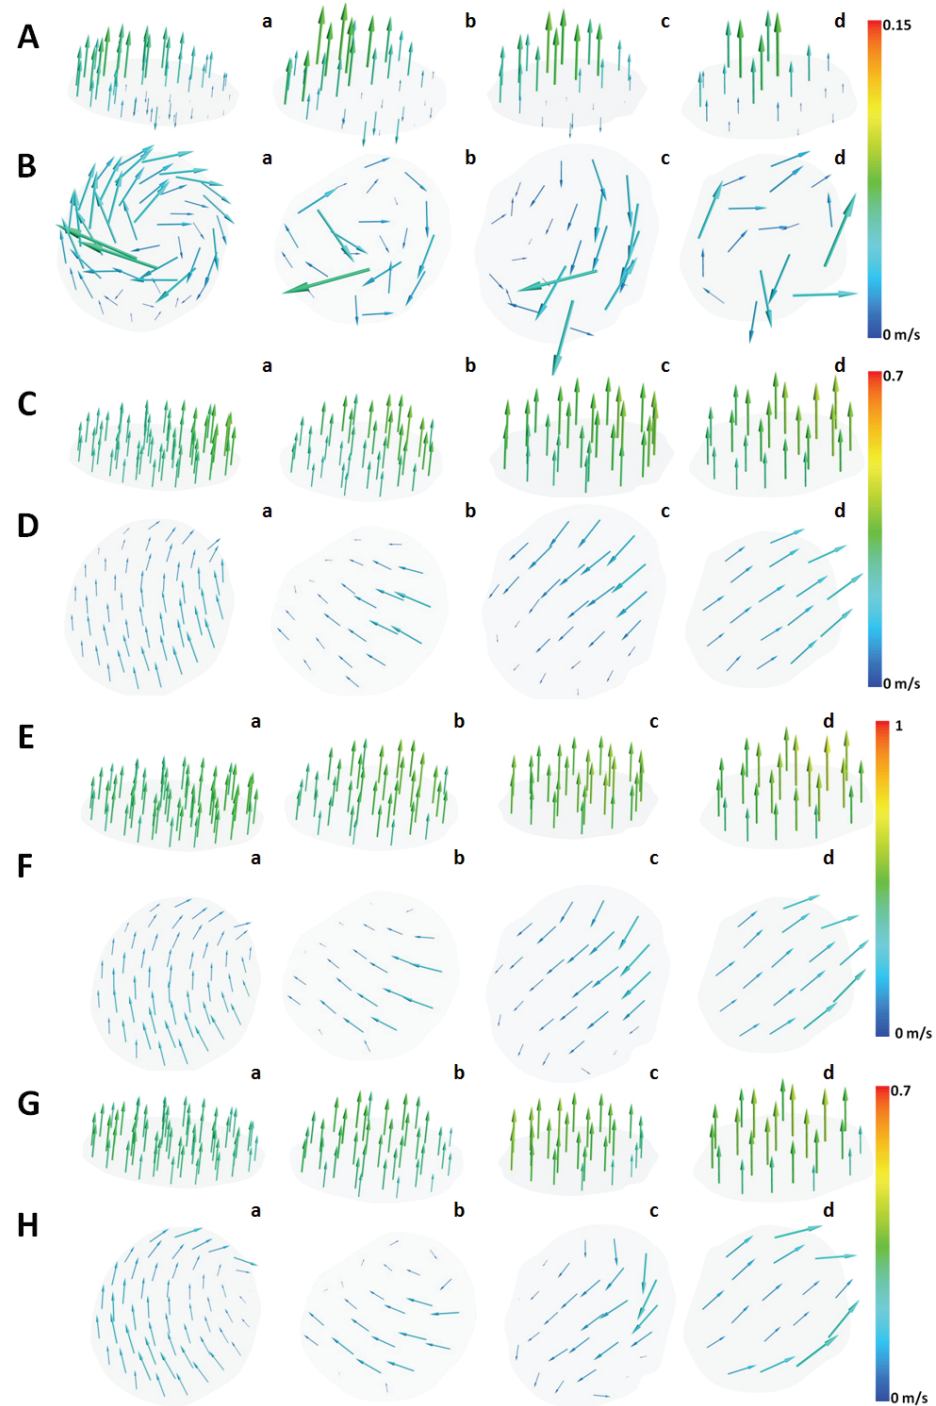 A a b c d 0.15
B a b c d
0 m/s
C a b c d 0.7
D a b c d
0 m/s
E a b c d 1
F a b c d
0 m/s
G a b c d 0.7
H a b c d
0 m/s